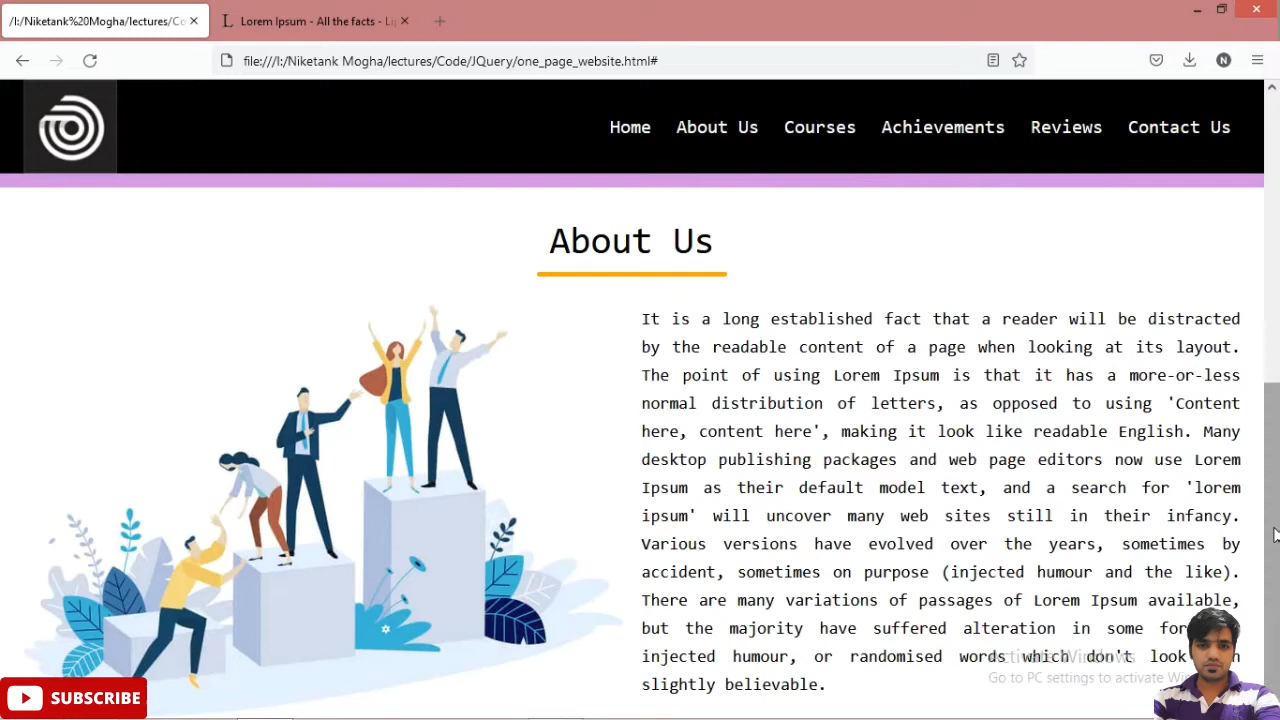 /I:/Niketank%20Mogha/lectures/Co
Lorem Ipsum - All the facts - Li
file:///I:/Niketank Mogha/lectures/Code/JQuery/one_page_website.html#
N
Home About Us Courses Achievements Reviews Contact Us
About Us
It is a long established fact that a reader will be distracted
by the readable content of a page when looking at its layout.
The point of using Lorem Ipsum is that it has a more-or-less
normal distribution of letters, as opposed to using 'Content
here, content here', making it look like readable English. Many
desktop publishing packages and web page editors now use Lorem
Ipsum as their default model text, and a search for 'lorem
ipsum' will uncover many web sites still in their infancy.
Various versions have evolved over the years, sometimes by
accident, sometimes on purpose (injected humour and the like).
There are many variations of passages of Lorem Ipsum available,
but the majority have suffered alteration in some
injected humour, or randomised words which don't look
slightly believable.
Activate Windows
Go to PC settings to activate
SUBSCRIBE